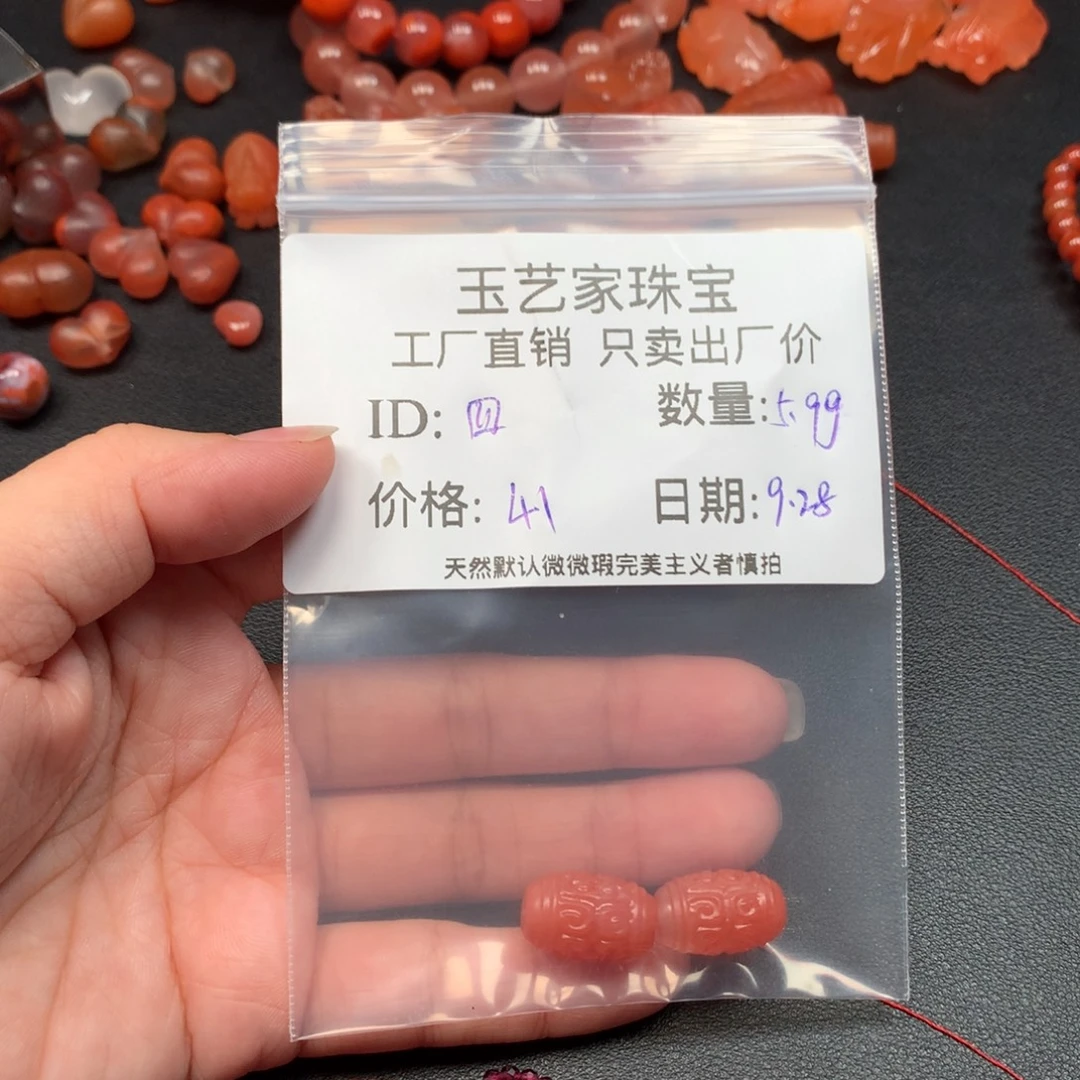 玉艺家珠宝
工厂直销 只卖出厂价
ID: 四 数量:5.99
价格: 41 日期:9.28
天然默认微微瑕完美主义者慎拍